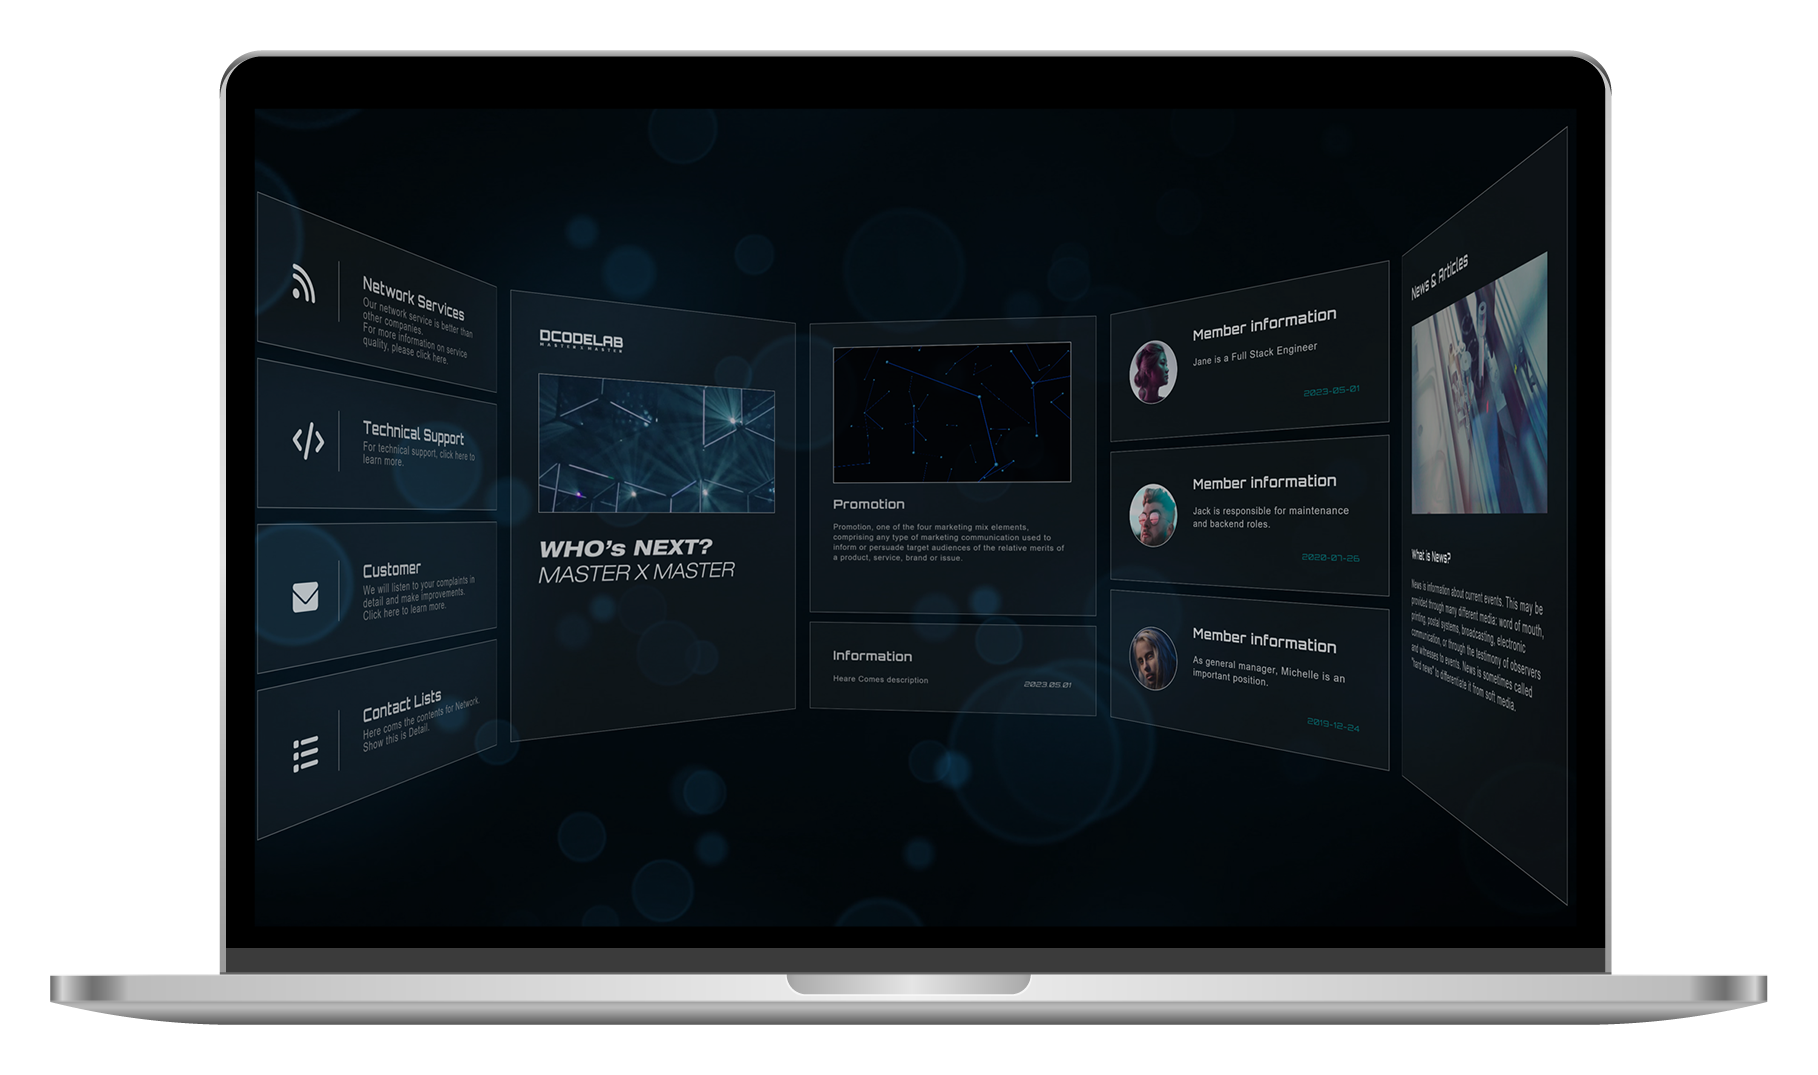 Network Services
Our network service is better than
other companies.
For more information on service
quality, please click here.
Technical Support
For technical support, click here to
learn more.
Customer
We will listen to your complaints in
detail and make improvements.
Click here to learn more.
Contact Lists
Here coms the contents for Network.
Show this is Detail.
DCODELAB
MASTER X MASTER
WHO's NEXT?
MASTER X MASTER
Promotion
Promotion, one of the four marketing mix elements,
comprising any type of marketing communication used to
inform or persuade target audiences of the relative merits of
a product, service, brand or issue.
Information
Heare Comes description
2023.05.01
Member information
Jane is a Full Stack Engineer
2023-05-01
Member information
Jack is responsible for maintenance
and backend roles.
2020-07-26
Member information
As general manager, Michelle is an
important position.
2019-12-24
News & Articles
What is News?
News is information about current events. This may be
provided through many different media: word of mouth,
printing, postal systems, broadcasting, electronic
communication, or through the testimony of observers
and witnesses to events. News is sometimes called
"hard news" to differentiate it from soft media.